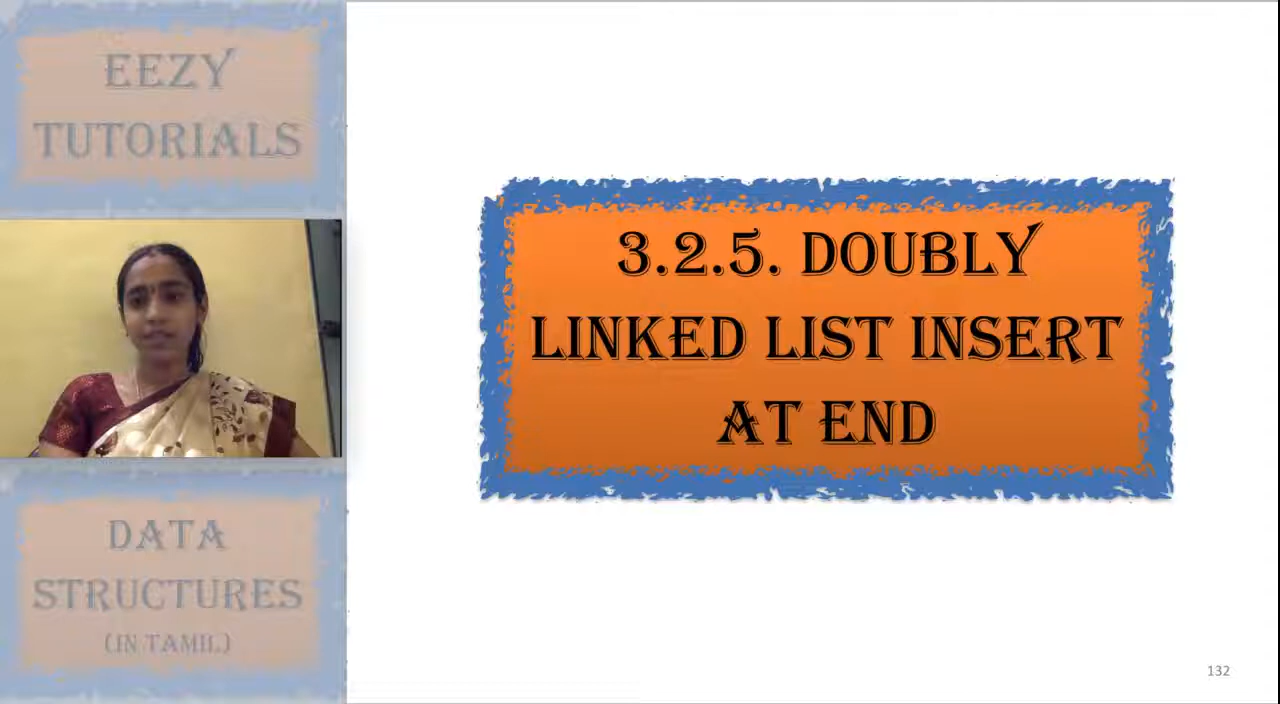 EEZY
TUTORIALS
3.2.5. DOUBLY
LINKED LIST INSERT
AT END
DATA
STRUCTURES
(IN TAMIL)
132